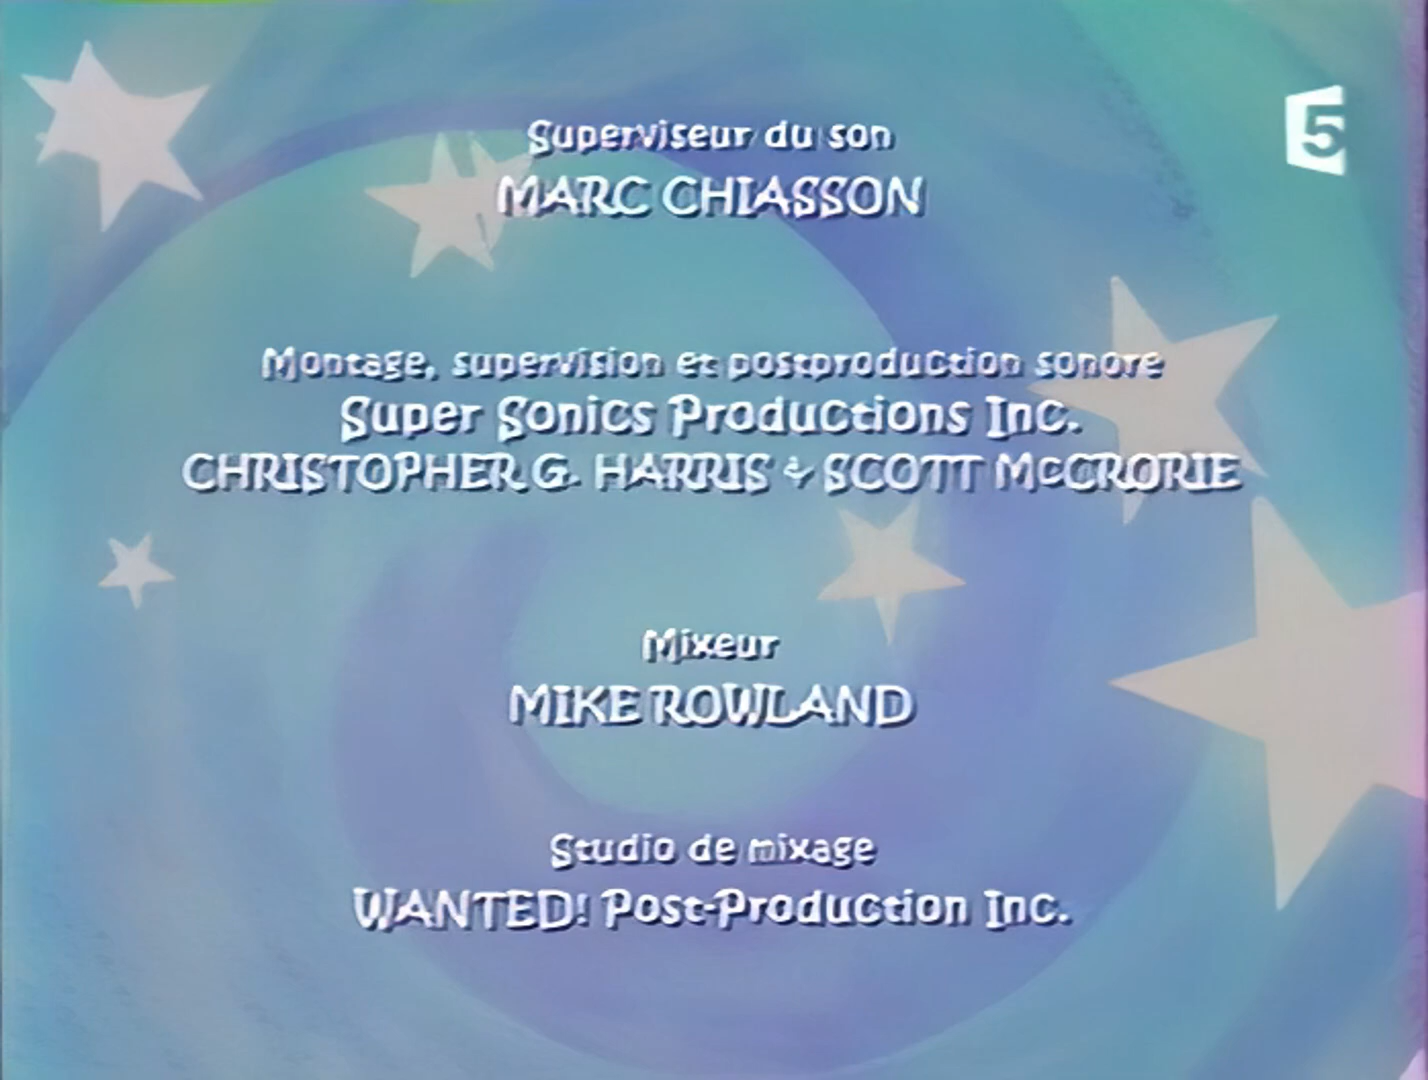 5
Superviseur du son
MARC CHIASSON
Montage, supervision et postproduction sonore
Super Sonics Productions Inc.
CHRISTOPHER G. HARRIS & SCOTT McCRORIE
Mixeur
MIKE ROWLAND
Studio de mixage
WANTED! Post-Production Inc.